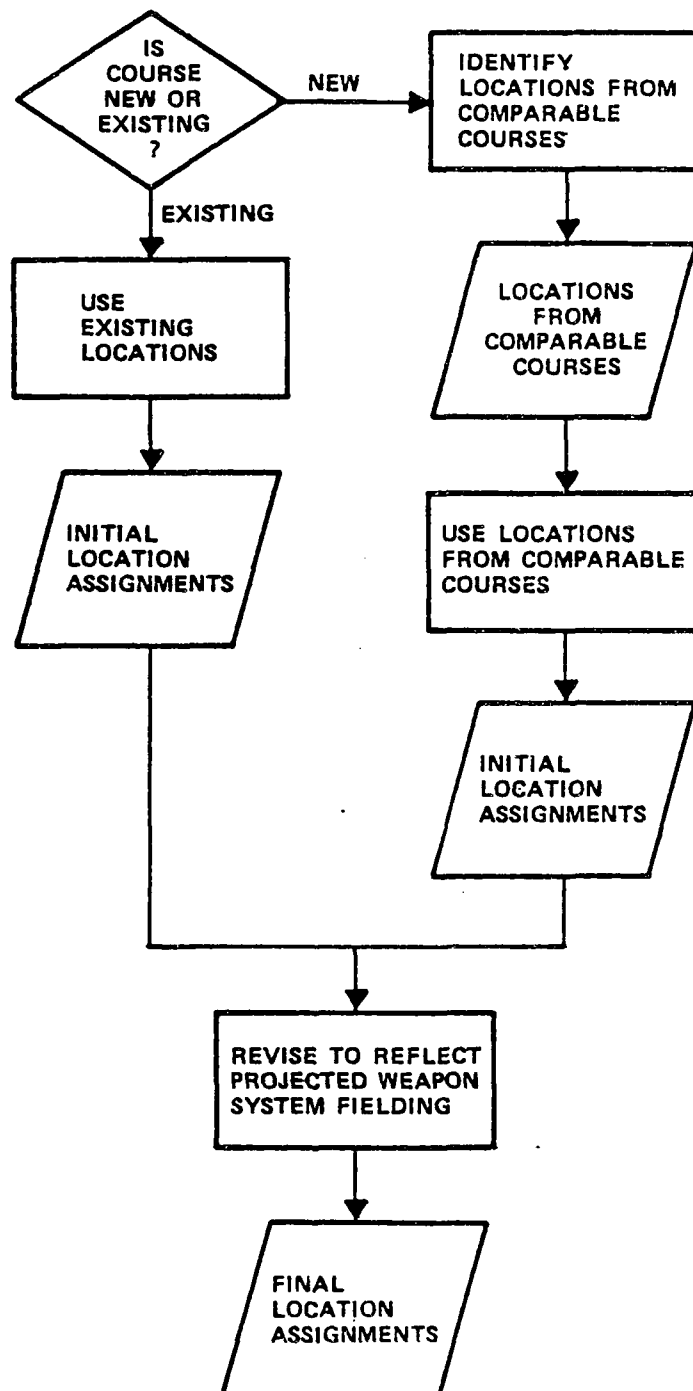 IS
COURSE
NEW OR
EXISTING
?
NEW
IDENTIFY
LOCATIONS FROM
COMPARABLE
COURSES
EXISTING
USE
EXISTING
LOCATIONS
LOCATIONS
FROM
COMPARABLE
COURSES
INITIAL
LOCATION
ASSIGNMENTS
USE LOCATIONS
FROM COMPARABLE
COURSES
INITIAL
LOCATION
ASSIGNMENTS
REVISE TO REFLECT
PROJECTED WEAPON
SYSTEM FIELDING
FINAL
LOCATION
ASSIGNMENTS